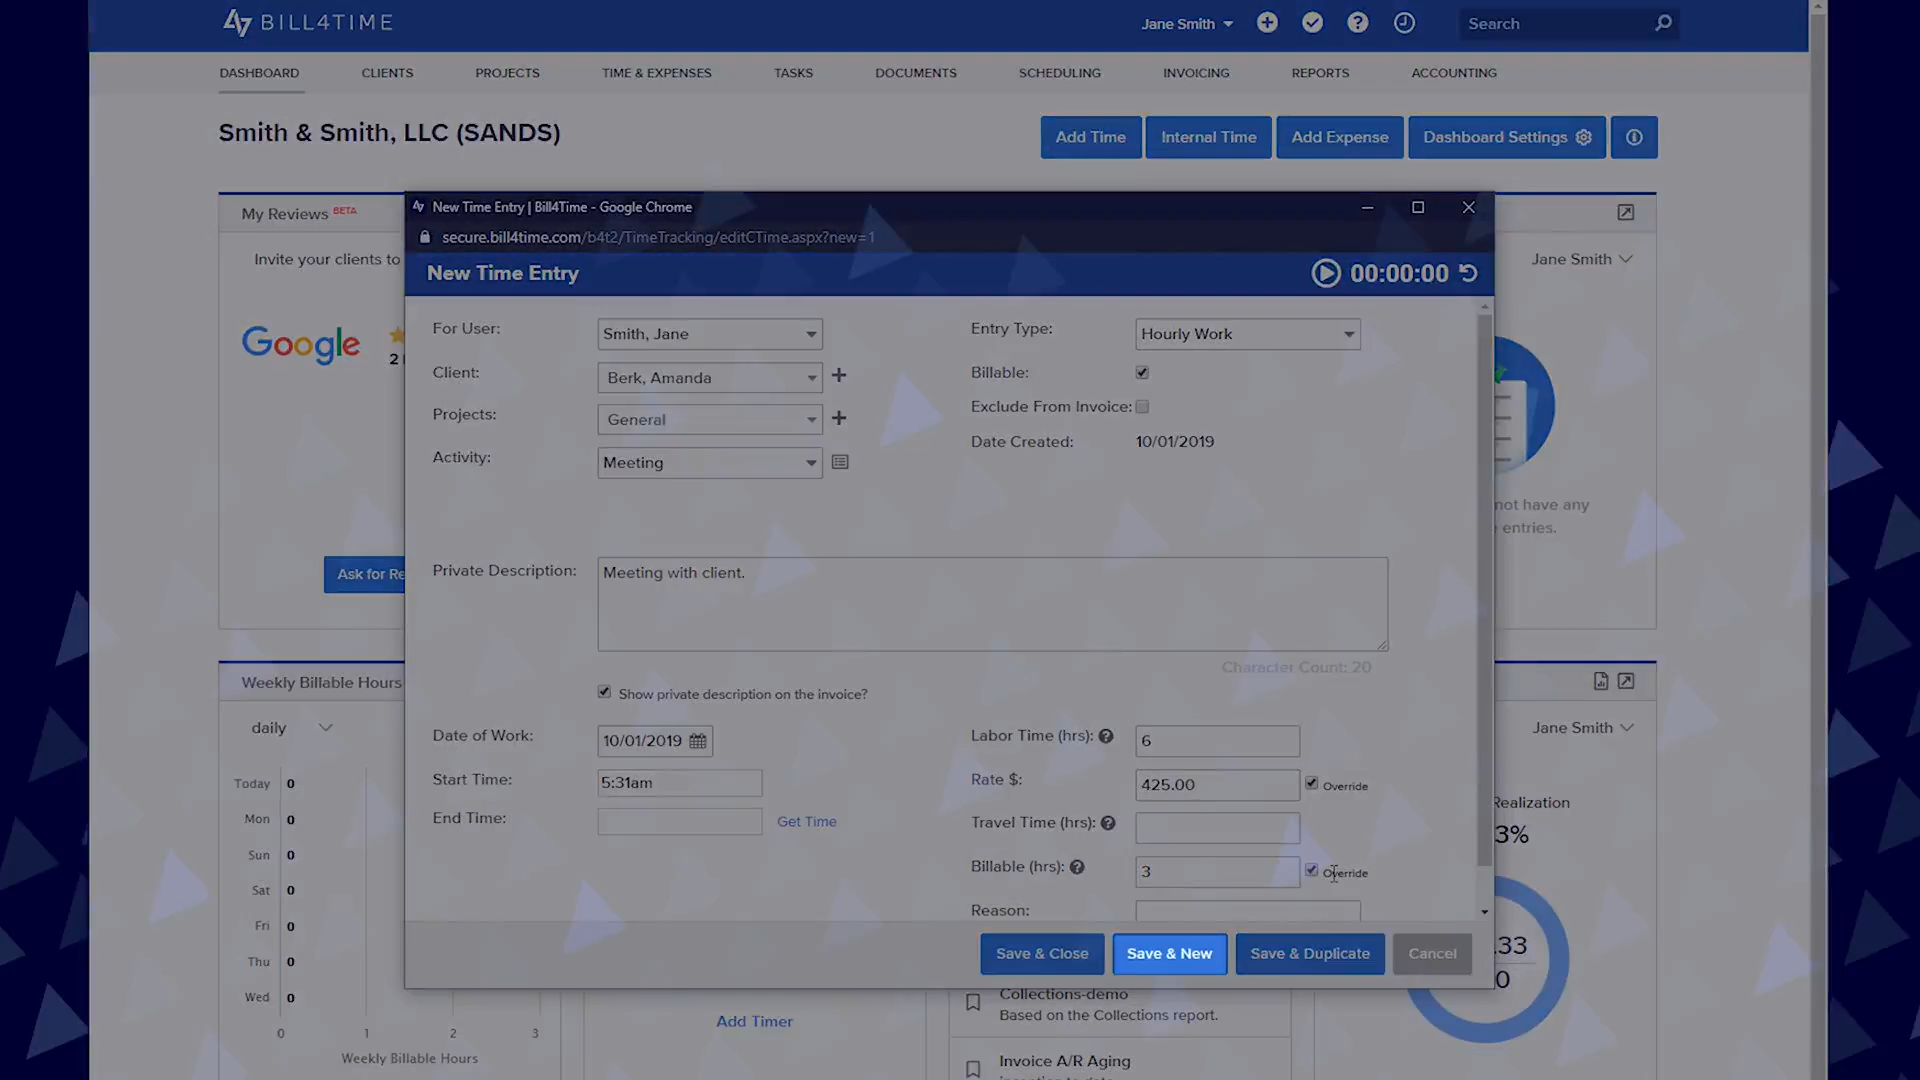 BILL4TIME
Jane Smith
Search
DASHBOARD
CLIENTS
PROJECTS
TIME & EXPENSES
TASKS
DOCUMENTS
SCHEDULING
INVOICING
REPORTS
ACCOUNTING
Smith & Smith, LLC (SANDS)
Add Time
Internal Time
Add Expense
Dashboard Settings
My Reviews BETA
Invite your clients to
Google
2
Ask for Re
New Time Entry | Bill4Time - Google Chrome
secure.bill4time.com/b4t2/TimeTracking/editCTime.aspx?new=1
New Time Entry
00:00:00
For User:
Smith, Jane
Client:
Berk, Amanda
Projects:
General
Activity:
Meeting
Entry Type:
Hourly Work
Billable:
Exclude From Invoice:
Date Created:
10/01/2019
Private Description:
Meeting with client.
Character Count: 20
Show private description on the invoice?
Date of Work:
10/01/2019
Start Time:
5:31am
End Time:
Get Time
Labor Time (hrs):
6
Rate $:
425.00
Override
Travel Time (hrs):
Billable (hrs):
3
Override
Reason:
Save & Close
Save & New
Save & Duplicate
Cancel
Jane Smith
not have any
entries.
Weekly Billable Hours
daily
Today 0
Mon 0
Sun 0
Sat 0
Fri 0
Thu 0
Wed 0
0 1 2 3
Weekly Billable Hours
Add Timer
Collections-demo
Based on the Collections report.
Invoice A/R Aging
Jane Smith
Realization
3%
.33
0